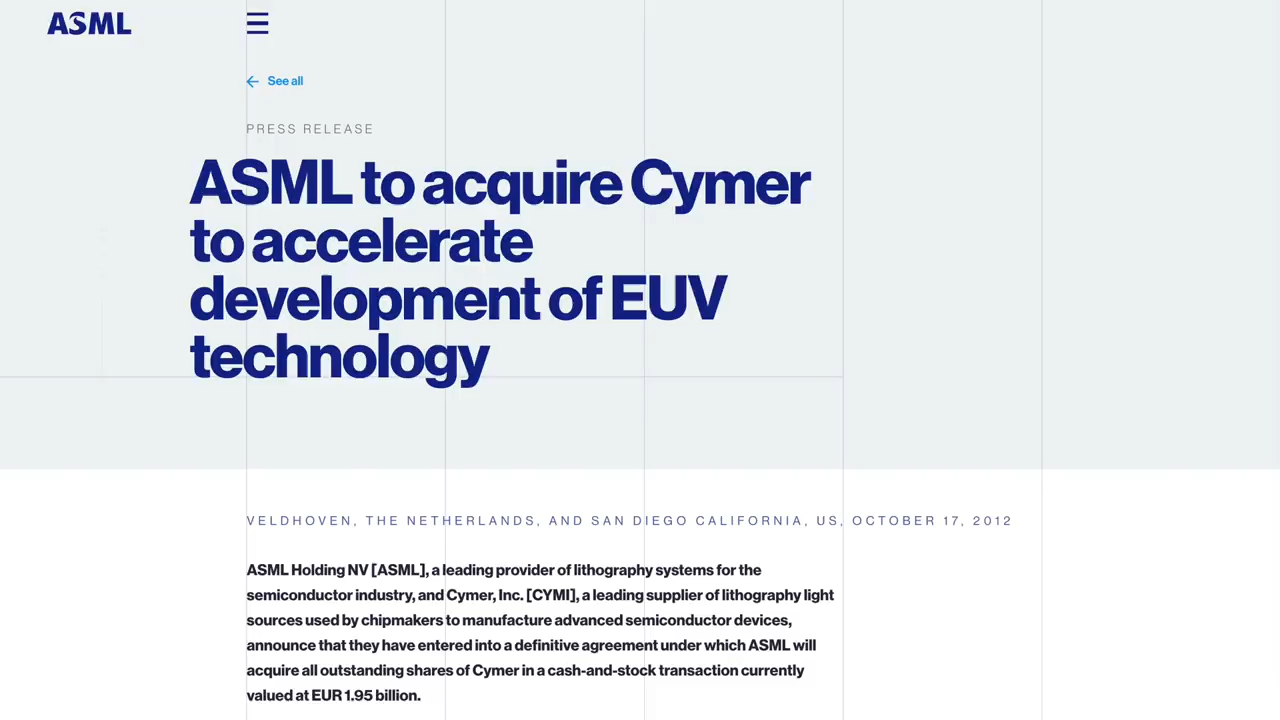 ASML
See all
PRESS RELEASE
ASML to acquire Cymer
to accelerate
development of EUV
technology
VELDHOVEN, THE NETHERLANDS, AND SAN DIEGO CALIFORNIA, US, OCTOBER 17, 2012
ASML Holding NV [ASML], a leading provider of lithography systems for the
semiconductor industry, and Cymer, Inc. [CYMI], a leading supplier of lithography light
sources used by chipmakers to manufacture advanced semiconductor devices,
announce that they have entered into a definitive agreement under which ASML will
acquire all outstanding shares of Cymer in a cash-and-stock transaction currently
valued at EUR 1.95 billion.